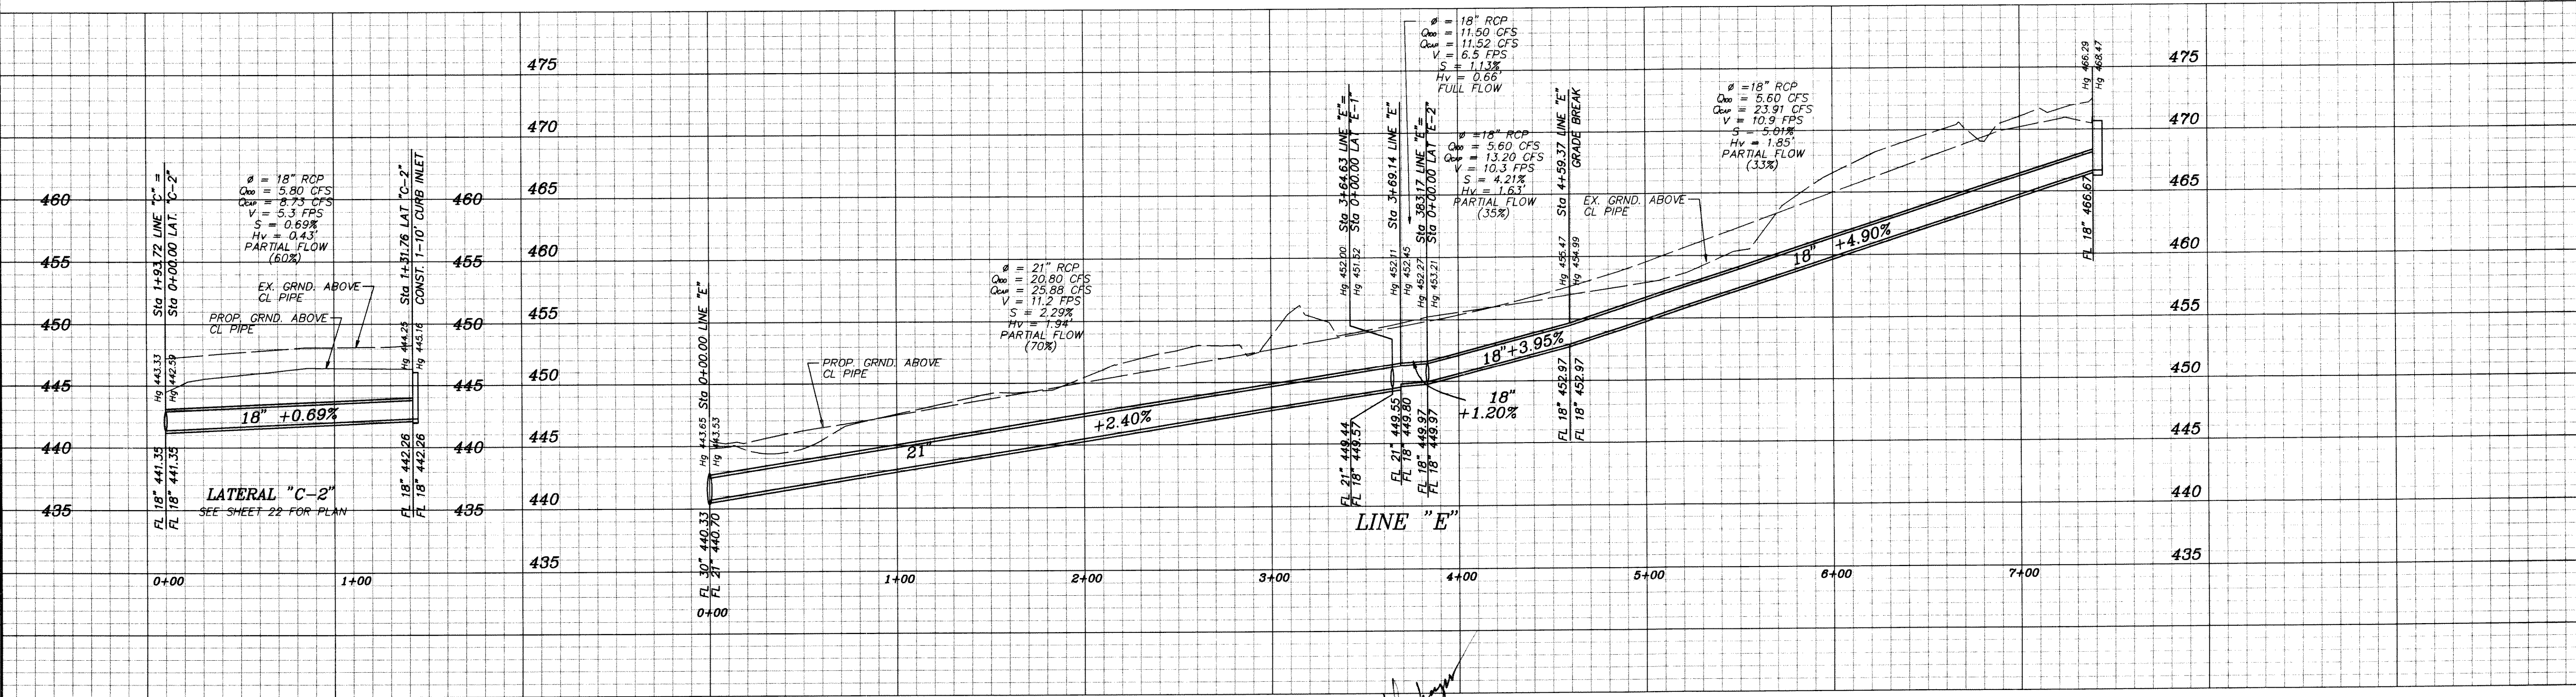 460
455
450
445
440
435
Sta 1+93.72 LINE "C" =
Sta 0+00.00 LAT. "C-2"
Hg 443.33
Hg 442.59
FL 18" 441.35
FL 18" 441.35
Ø = 18" RCP
Q100 = 5.80 CFS
QCAP = 8.73 CFS
V = 5.3 FPS
S = 0.69%
Hv = 0.43'
PARTIAL FLOW
(60%)
EX. GRND. ABOVE
CL PIPE
PROP. GRND. ABOVE
CL PIPE
18" +0.69%
LATERAL "C-2"
SEE SHEET 22 FOR PLAN
Sta 1+31.76 LAT "C-2"
CONST. 1-10' CURB INLET
Hg 444.25
Hg 445.16
FL 18" 442.26
FL 18" 442.26
460
455
450
445
440
435
0+00
1+00
475
470
465
460
455
450
445
440
435
Sta 0+00.00 LINE "E"
Hg 443.65
Hg 443.53
FL 30" 440.33
FL 21" 440.70
PROP. GRND. ABOVE
CL PIPE
Ø = 21" RCP
Q100 = 20.80 CFS
QCAP = 25.88 CFS
V = 11.2 FPS
S = 2.29%
Hv = 1.94'
PARTIAL FLOW
(70%)
21"
+2.40%
Sta 3+64.63 LINE "E"=
Sta 0+00.00 LAT "E-1"
Hg 452.00
Hg 451.52
FL 21" 449.44
FL 18" 449.57
Sta 3+69.14 LINE "E"
Hg 452.11
Hg 452.45
FL 21" 449.55
FL 18" 449.80
Ø = 18" RCP
Q100 = 11.50 CFS
QCAP = 11.52 CFS
V = 6.5 FPS
S = 1.13%
Hv = 0.66'
FULL FLOW
Sta 383.17 LINE "E"=
Sta 0+00.00 LAT "E-2"
Hg 452.27
Hg 453.21
FL 18" 449.97
FL 18" 449.97
Ø =18" RCP
Q100 = 5.60 CFS
QCAP = 13.20 CFS
V = 10.3 FPS
S = 4.21%
Hv = 1.63'
PARTIAL FLOW
(35%)
18"
+1.20%
18"+3.95%
Sta 4+59.37 LINE "E"
GRADE BREAK
Hg 455.47
Hg 454.99
FL 18" 452.97
FL 18" 452.97
EX. GRND. ABOVE
CL PIPE
Ø =18" RCP
Q100 = 5.60 CFS
QCAP = 23.91 CFS
V = 10.9 FPS
S = 5.01%
Hv = 1.85'
PARTIAL FLOW
(33%)
18" +4.90%
Hg 466.29
Hg 468.47
FL 18" 466.67
LINE "E"
475
470
465
460
455
450
445
440
435
0+00
1+00
2+00
3+00
4+00
5+00
6+00
7+00